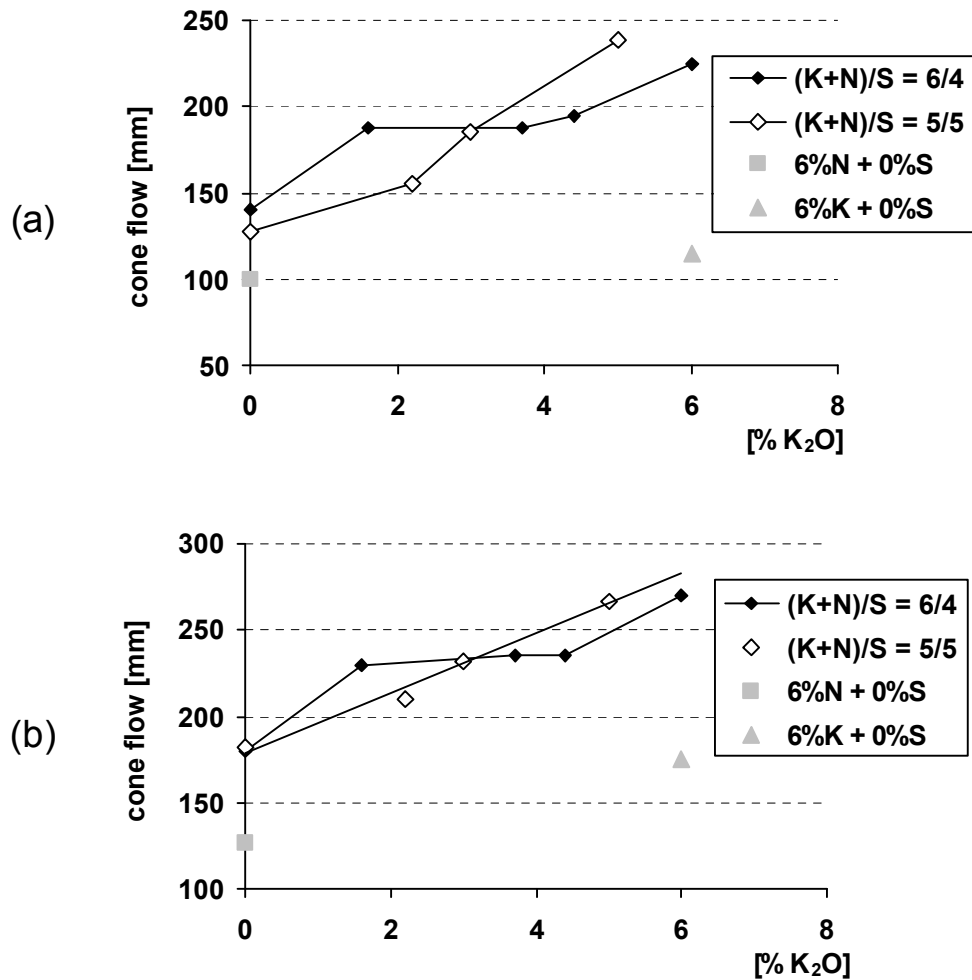 (a)
cone flow [mm]
250
200
150
100
50
0 2 4 6 8
[% K₂O]
(K+N)/S = 6/4
(K+N)/S = 5/5
6%N + 0%S
6%K + 0%S
(b)
cone flow [mm]
300
250
200
150
100
0 2 4 6 8
[% K₂O]
(K+N)/S = 6/4
(K+N)/S = 5/5
6%N + 0%S
6%K + 0%S